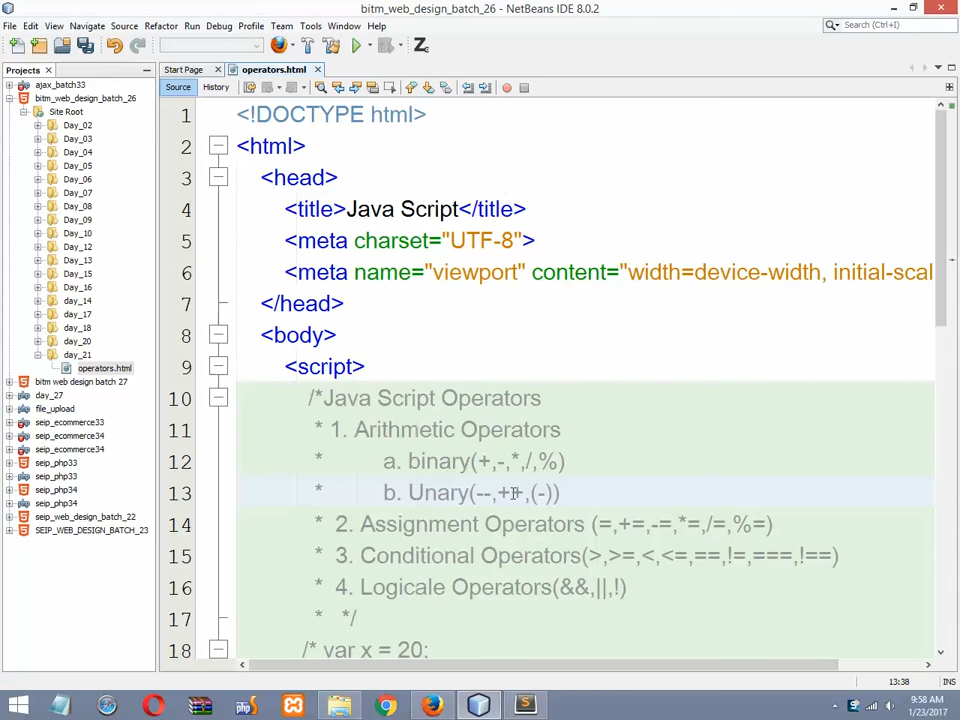 bitm_web_design_batch_26 - NetBeans IDE 8.0.2
File Edit View Navigate Source Refactor Run Debug Profile Team Tools Window Help
Search (Ctrl+I)
Projects
Start Page
operators.html
Source History
ajax_batch33
bitm_web_design_batch_26
Site Root
Day_02
Day_03
Day_04
Day_05
Day_06
Day_07
Day_08
Day_09
Day_10
Day_12
Day_13
Day_15
Day_16
day_14
day_17
day_18
day_20
day_21
operators.html
bitm web design batch 27
day_27
file_upload
seip_ecommerce33
seip_ecommerce33
seip_ecommerce34
seip_php33
seip_php33
seip_php34
seip_php34
seip_web_design_batch_22
SEIP_WEB_DESIGN_BATCH_23
1 <!DOCTYPE html>
2 <html>
3 <head>
4 <title>Java Script</title>
5 <meta charset="UTF-8">
6 <meta name="viewport" content="width=device-width, initial-scal
7 </head>
8 <body>
9 <script>
10 /*Java Script Operators
11 * 1. Arithmetic Operators
12 * a. binary(+,-,*,/,%)
13 * b. Unary(--,++,(-))
14 * 2. Assignment Operators (=,+=,-=,*=,/=,%=)
15 * 3. Conditional Operators(>,>=,<,<=,==,!=,===,!==)
16 * 4. Logicale Operators(&&,||,!)
17 * */
18 /* var x = 20;
13:38 INS
9:58 AM
1/23/2017